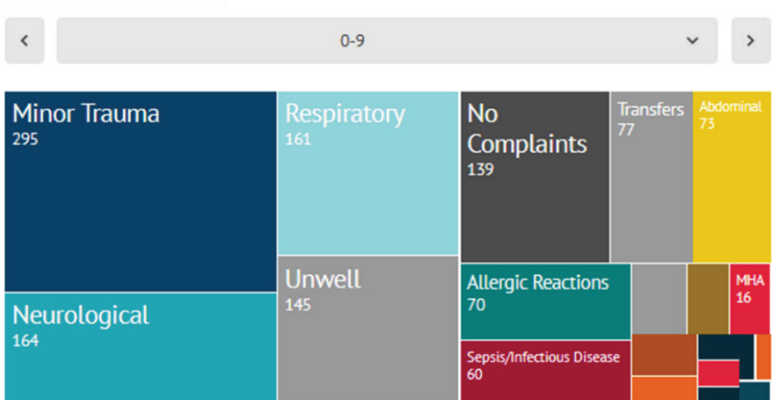 0-9
Minor Trauma
295
Respiratory
161
No
Complaints
139
Transfers
77
Abdominal
73
Neurological
164
Unwell
145
Allergic Reactions
70
MHA
16
Sepsis/Infectious Disease
60